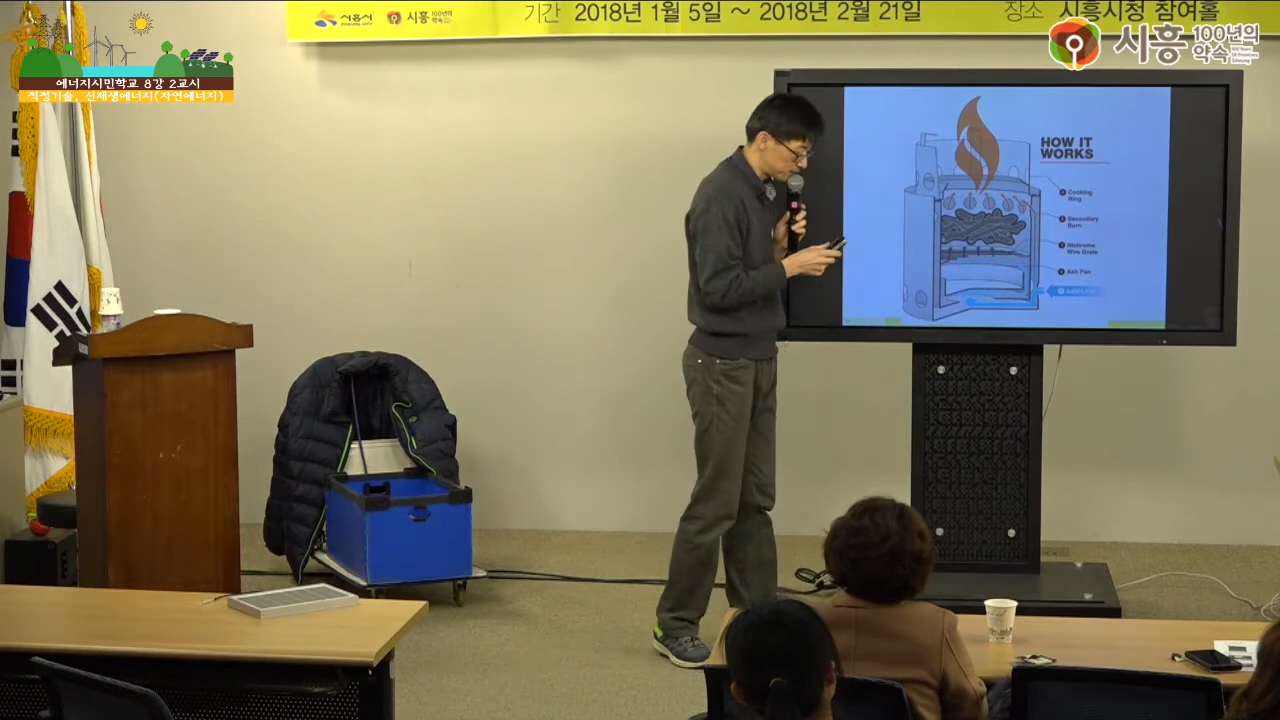 시흥시
SIHEUNG CITY
시흥 100년의 약속
기간 2018년 1월 5일 ~ 2018년 2월 21일
장소 시흥시청 참여홀
시흥 100년의 약속
에너지시민학교 8강 2교시
적정기술, 신재생에너지(자연에너지)
HOW IT
WORKS
Cooking
Ring
Secondary
Burn
Nichrome
Wire Grate
Ash Pan